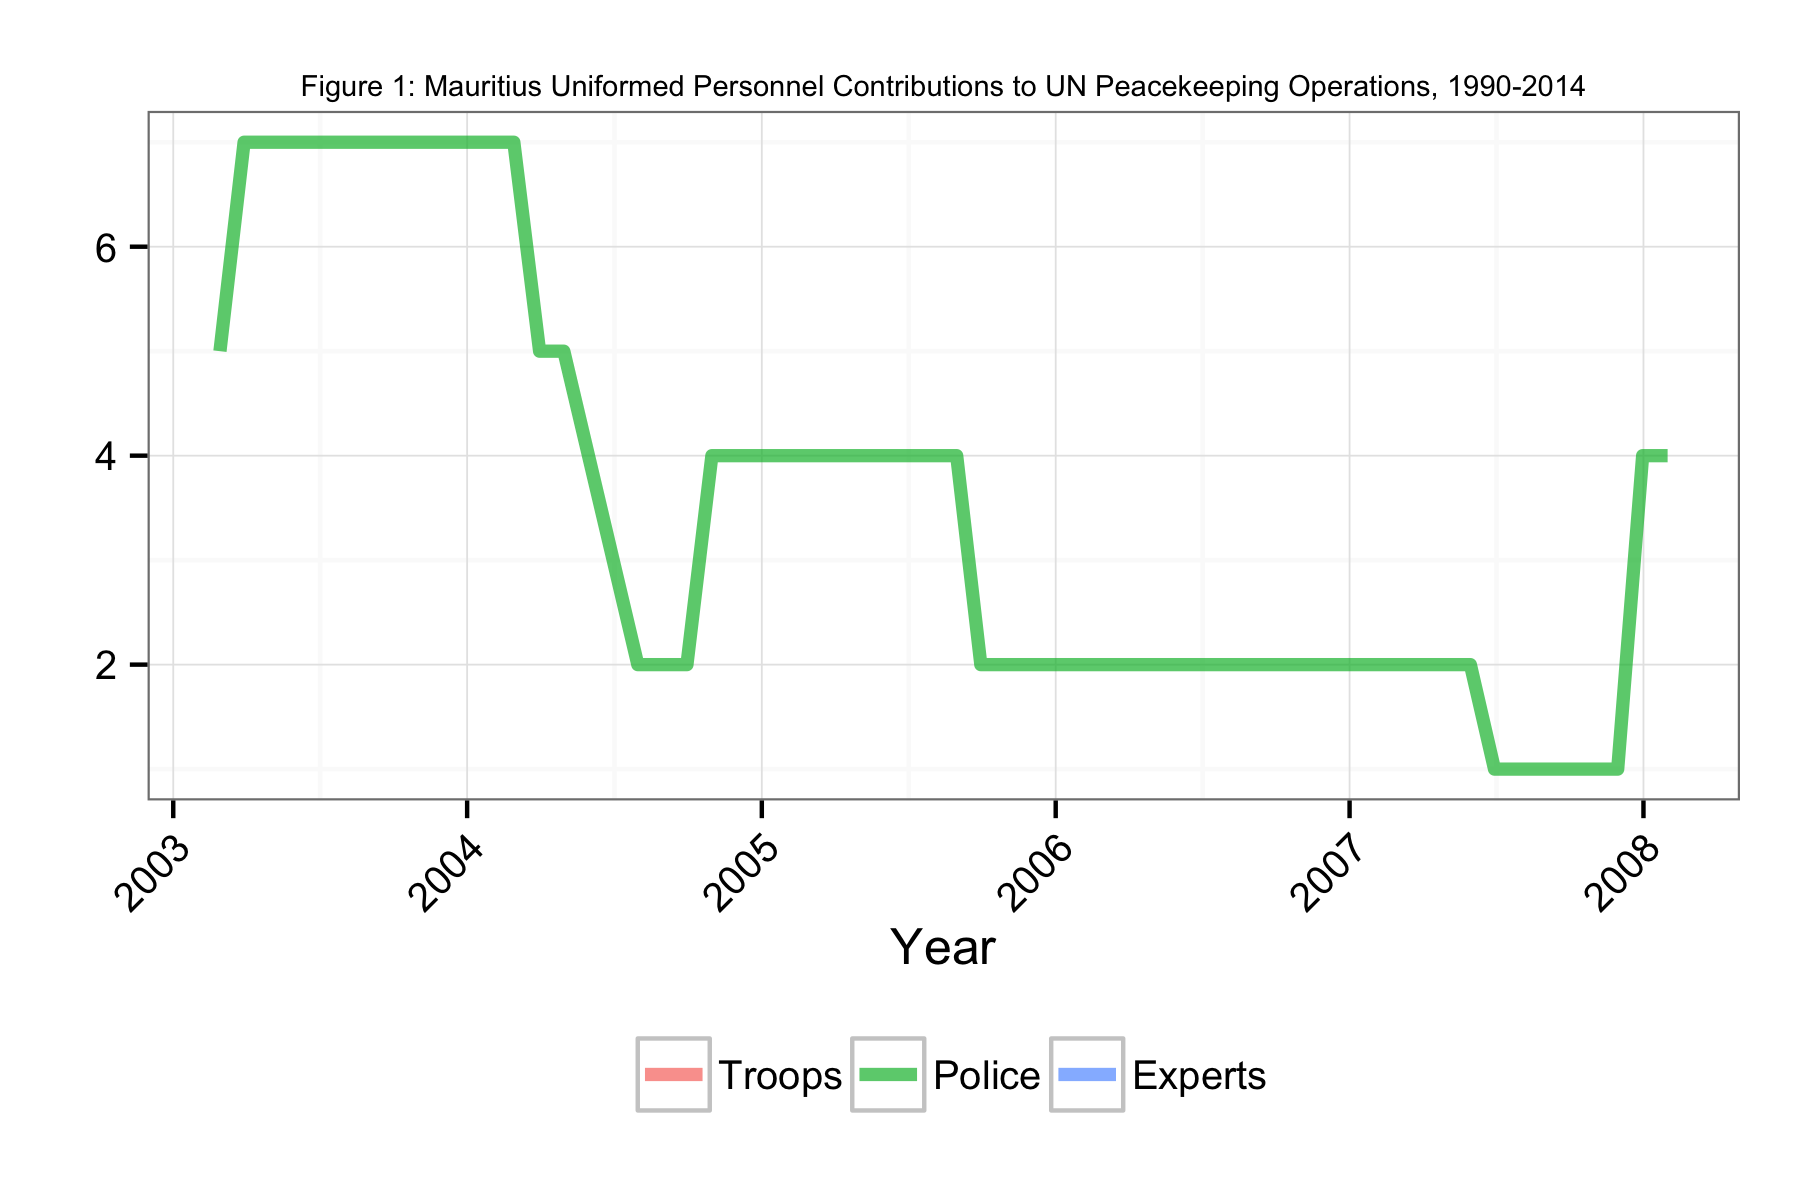 Figure 1: Mauritius Uniformed Personnel Contributions to UN Peacekeeping Operations, 1990-2014
6
4
2
2003 2004 2005 2006 2007 2008
Year
Troops Police Experts